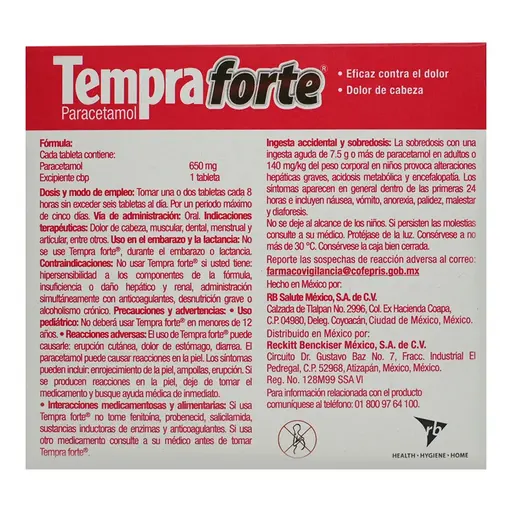 Tempra forte®
Paracetamol
• Eficaz contra el dolor
• Dolor de cabeza
Fórmula:
Cada tableta contiene:
Paracetamol 650 mg
Excipiente cbp 1 tableta
Dosis y modo de empleo: Tomar una o dos tabletas cada 8
horas sin exceder seis tabletas al día. Por un periodo máximo
de cinco días. Vía de administración: Oral. Indicaciones
terapéuticas: Dolor de cabeza, muscular, dental, menstrual y
articular, entre otros. Uso en el embarazo y la lactancia: No
se use Tempra forte®, durante el embarazo o lactancia.
Contraindicaciones: No usar Tempra forte® si usted tiene:
hipersensibilidad a los componentes de la fórmula,
insuficiencia o daño hepático y renal, administración
simultáneamente con anticoagulantes, desnutrición grave o
alcoholismo crónico. Precauciones y advertencias: • Uso
pediátrico: No deberá usar Tempra forte® en menores de 12
años. • Reacciones adversas: El uso de Tempra forte® puede
causarle: erupción cutánea, dolor de estómago, diarrea. El
paracetamol puede causar reacciones en la piel. Los síntomas
pueden incluir: enrojecimiento de la piel, ampollas, erupción. Si
se producen reacciones en la piel, deje de tomar el
medicamento y busque ayuda médica de inmediato.
• Interacciones medicamentosas y alimentarias: Si usa
Tempra forte® no tome fenitoína, probenecid, salicilamida,
sustancias inductoras de enzimas y anticoagulantes. Si usa
otro medicamento consulte a su médico antes de tomar
Tempra forte®.
Ingesta accidental y sobredosis: La sobredosis con una
ingesta aguda de 7.5 g o más de paracetamol en adultos o
140 mg/kg del peso corporal en niños provoca alteraciones
hepáticas graves, acidosis metabólica y encefalopatía. Los
síntomas aparecen en general dentro de las primeras 24
horas e incluyen náusea, vómito, anorexia, palidez, malestar
y diaforesis.
No se deje al alcance de los niños. Si persisten las molestias
consulte a su médico. Protéjase de la luz. Consérvese a no
más de 30 °C. Consérvese la caja bien cerrada.
Reporte las sospechas de reacción adversa al correo:
farmacovigilancia@cofepris.gob.mx
Hecho en México por:
RB Salute México, S.A. de C.V.
Calzada de Tlalpan No. 2996, Col. Ex Hacienda Coapa,
C.P. 04980, Deleg. Coyoacán, Ciudad de México, México.
Distribuido en México por:
Reckitt Benckiser México, S.A. de C.V.
Circuito Dr. Gustavo Baz No. 7, Fracc. Industrial El
Pedregal, C.P. 52968, Atizapán, México, México.
Reg. No. 128M99 SSA VI
Para información relacionada con el producto
comuníquese al teléfono: 01 800 97 64 100.
rb
HEALTH • HYGIENE • HOME